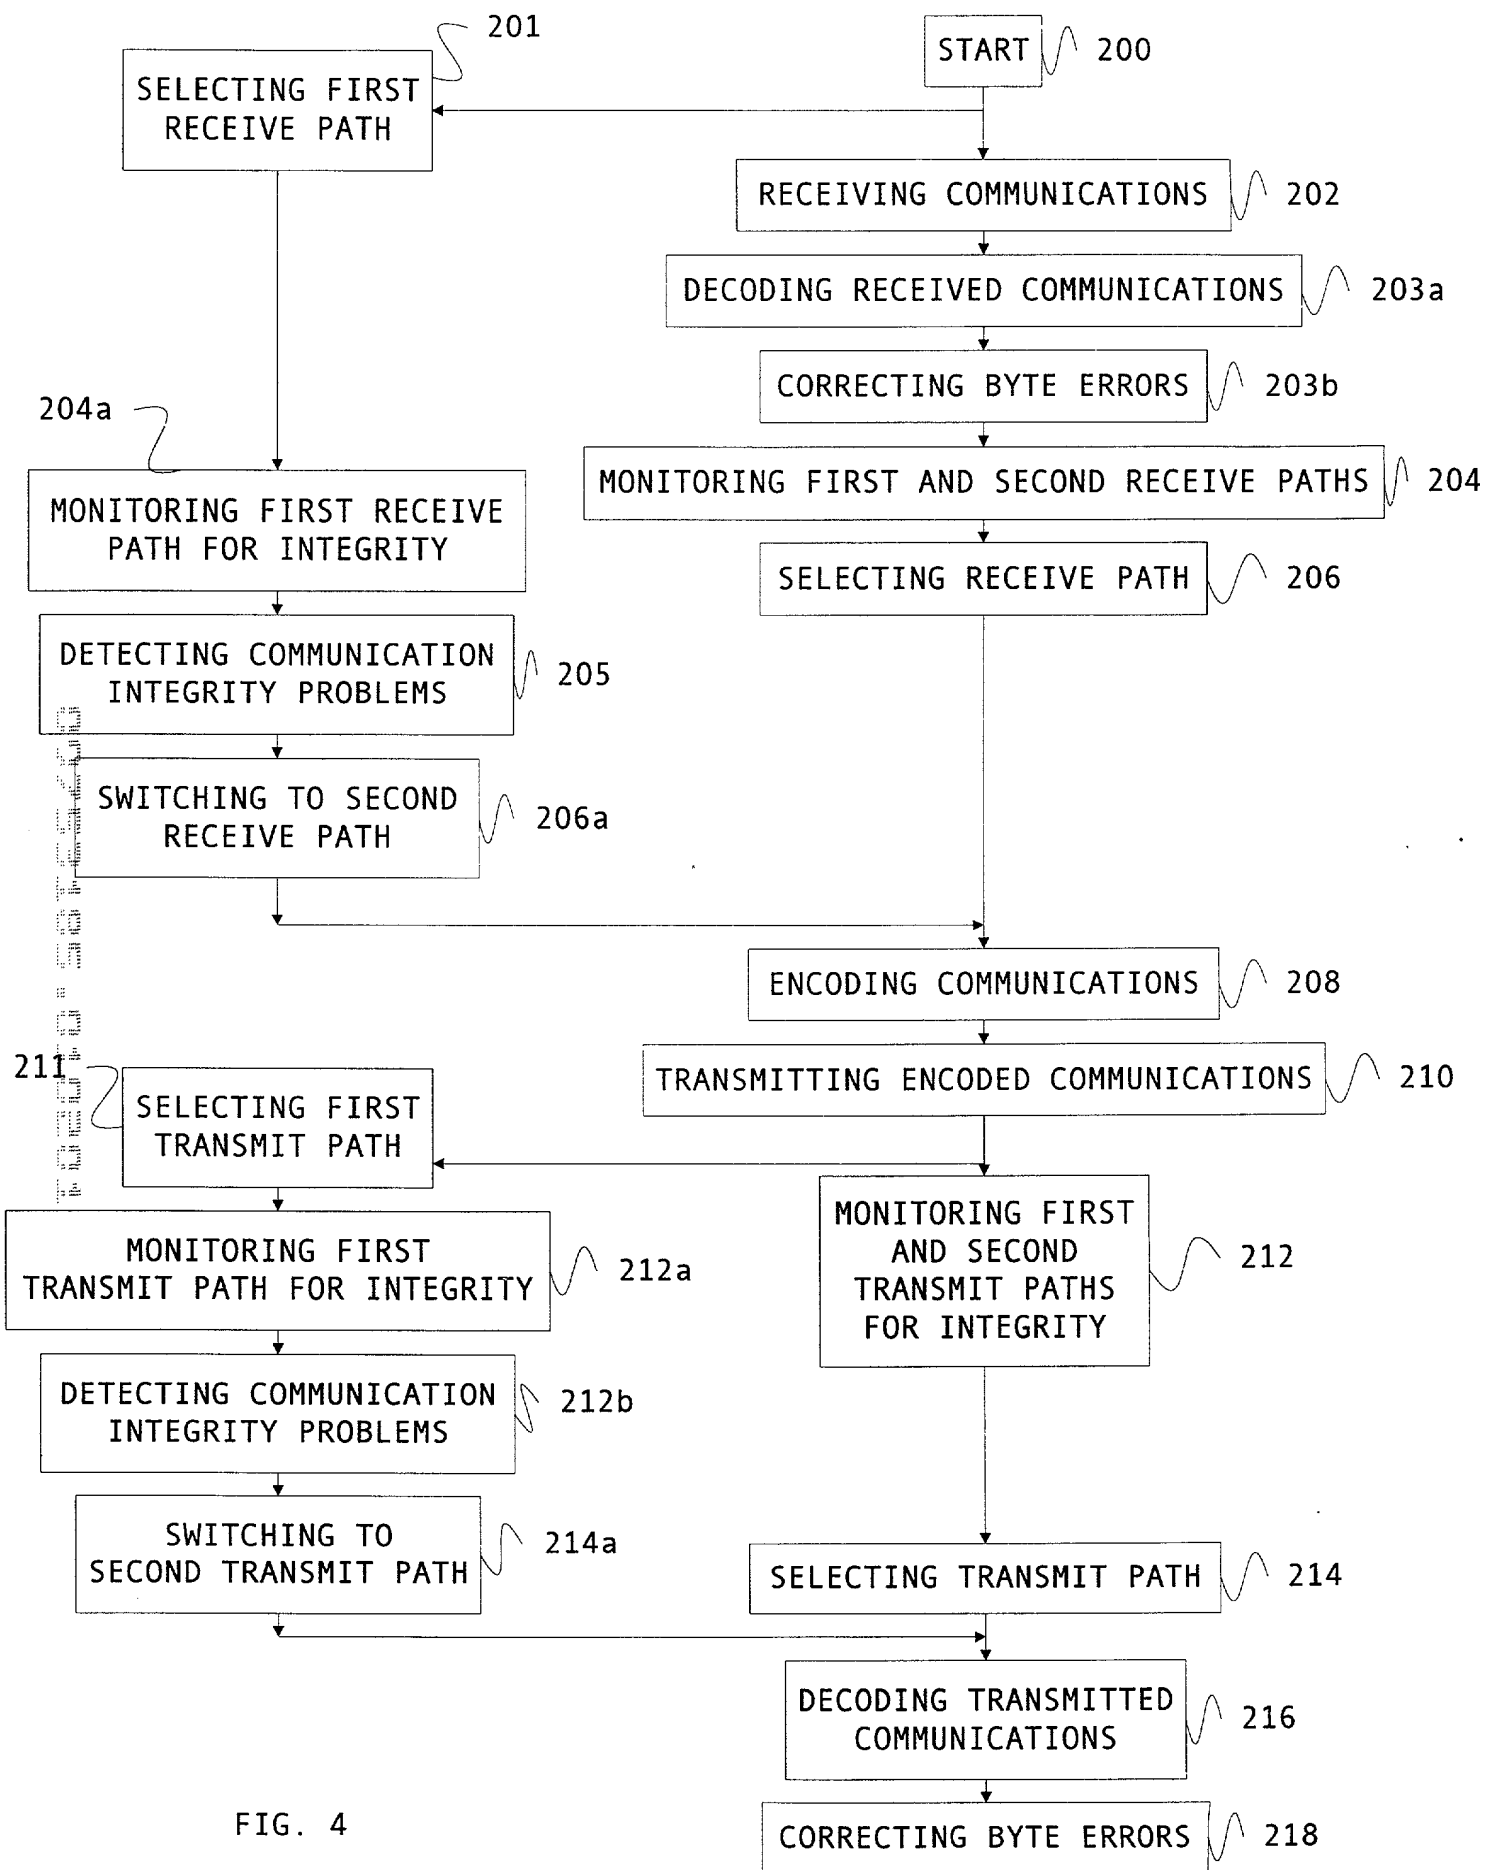 201
START
200
SELECTING FIRST
RECEIVE PATH
RECEIVING COMMUNICATIONS
202
DECODING RECEIVED COMMUNICATIONS
203a
CORRECTING BYTE ERRORS
203b
204a
MONITORING FIRST AND SECOND RECEIVE PATHS
204
MONITORING FIRST RECEIVE
PATH FOR INTEGRITY
SELECTING RECEIVE PATH
206
DETECTING COMMUNICATION
INTEGRITY PROBLEMS
205
SWITCHING TO SECOND
RECEIVE PATH
206a
ENCODING COMMUNICATIONS
208
211
SELECTING FIRST
TRANSMIT PATH
TRANSMITTING ENCODED COMMUNICATIONS
210
MONITORING FIRST
TRANSMIT PATH FOR INTEGRITY
212a
MONITORING FIRST
AND SECOND
TRANSMIT PATHS
FOR INTEGRITY
212
DETECTING COMMUNICATION
INTEGRITY PROBLEMS
212b
SWITCHING TO
SECOND TRANSMIT PATH
214a
SELECTING TRANSMIT PATH
214
DECODING TRANSMITTED
COMMUNICATIONS
216
FIG. 4
CORRECTING BYTE ERRORS
218